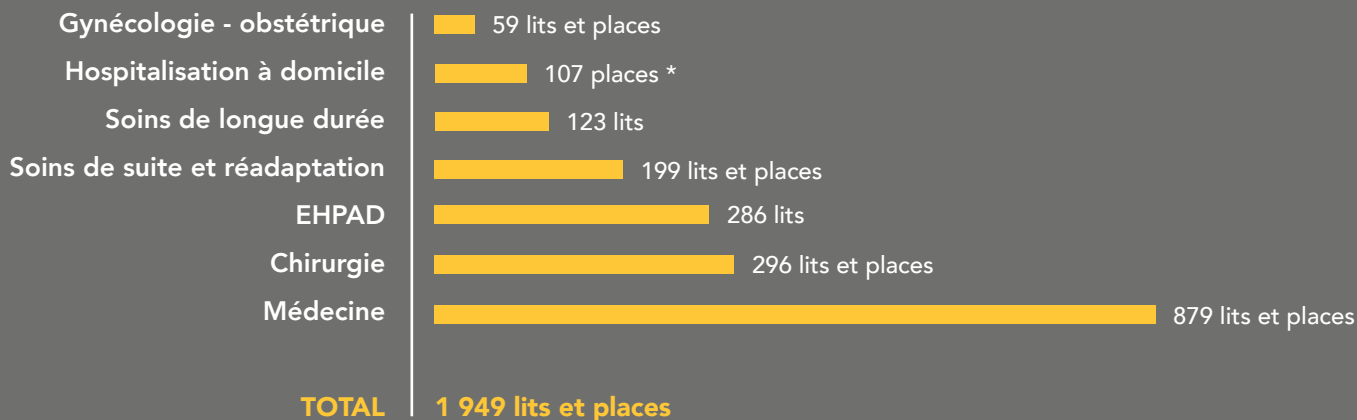 Gynécologie - obstétrique 59 lits et places
Hospitalisation à domicile 107 places *
Soins de longue durée 123 lits
Soins de suite et réadaptation 199 lits et places
EHPAD 286 lits
Chirurgie 296 lits et places
Médecine 879 lits et places
TOTAL 1 949 lits et places